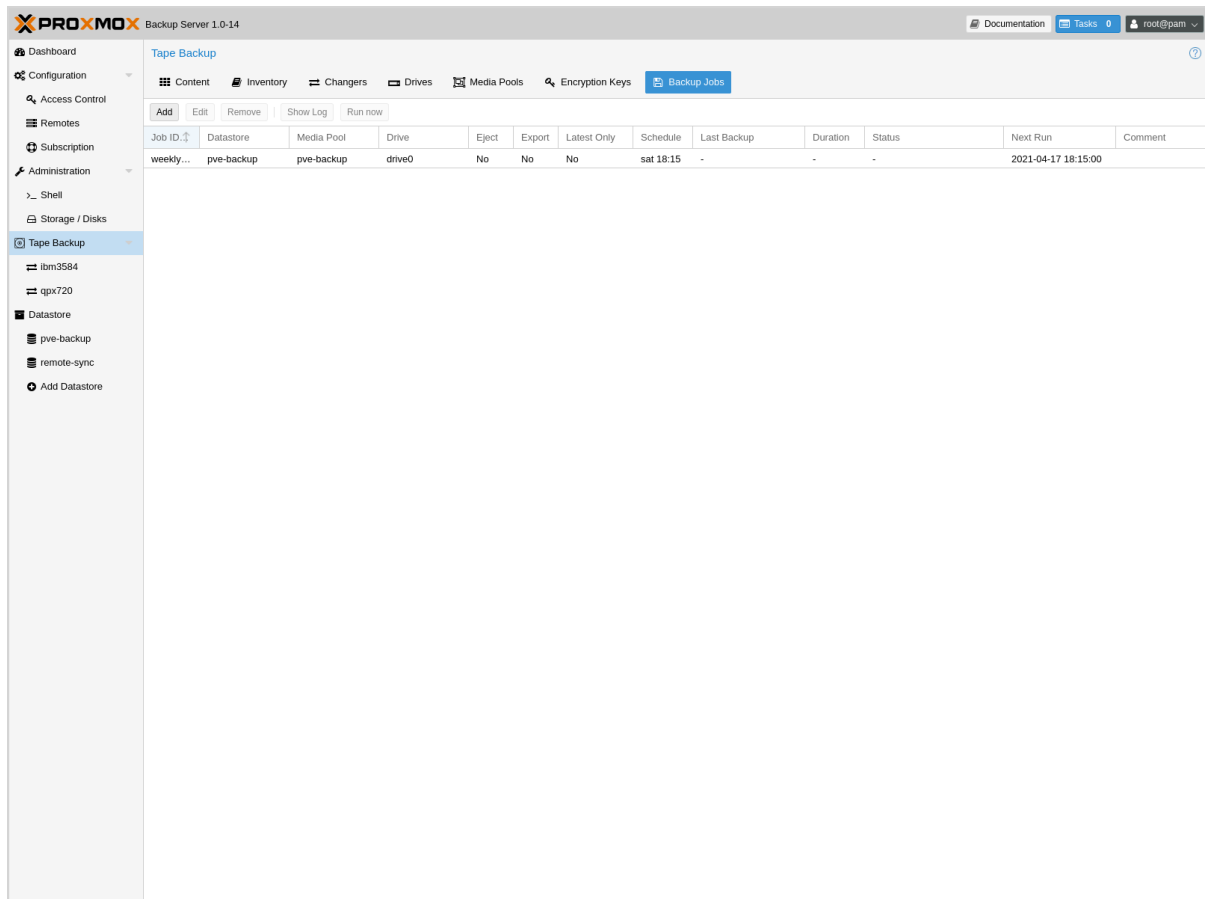 PROXMOX Backup Server 1.0-14 Documentation Tasks 0 root@pam
Dashboard
Configuration
Access Control
Remotes
Subscription
Administration
>_ Shell
Storage / Disks
Tape Backup
ibm3584
qpx720
Datastore
pve-backup
remote-sync
Add Datastore
Tape Backup ?
Content Inventory Changers Drives Media Pools Encryption Keys Backup Jobs
Add Edit Remove Show Log Run now
Job ID. Datastore Media Pool Drive Eject Export Latest Only Schedule Last Backup Duration Status Next Run Comment
weekly... pve-backup pve-backup drive0 No No No sat 18:15 - - - 2021-04-17 18:15:00